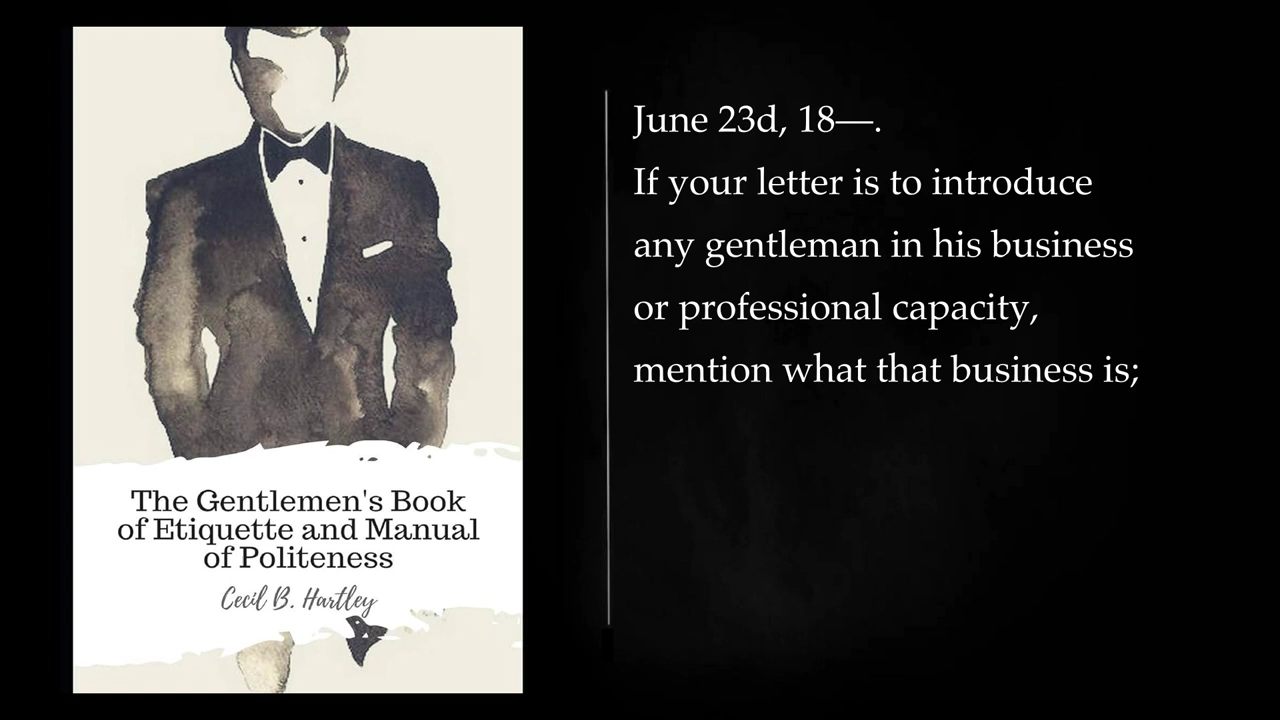 The Gentlemen's Book
of Etiquette and Manual
of Politeness
Cecil B. Hartley
June 23d, 18—.
If your letter is to introduce
any gentleman in his business
or professional capacity,
mention what that business is;